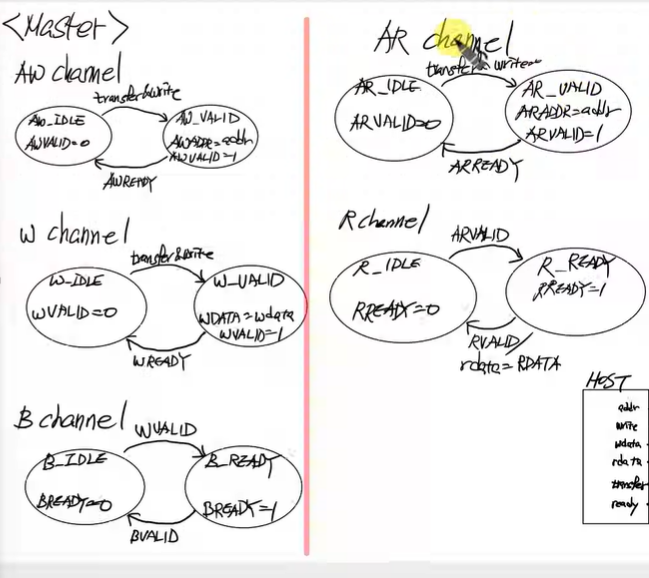 <Master>
AW channel
transfer&write
AW_IDLE
AWVALID=0
AW_VALID
AWADDR=addr
AWVALID=1
AWREADY
W channel
transfer&write
W_IDLE
WVALID=0
W_VALID
WDATA=wdata
WVALID=1
WREADY
B channel
WVALID
B_IDLE
BREADY=0
B_READY
BREADY=1
BVALID
AR channel
transfer& write
AR_IDLE
ARVALID=0
AR_VALID
ARADDR=addr
ARVALID=1
ARREADY
R channel
ARVALID
R_IDLE
RREADY=0
R_READY
RREADY=1
RVALID/
rdata=RDATA
HOST
addr
write
wdata
rdata
transfer
ready